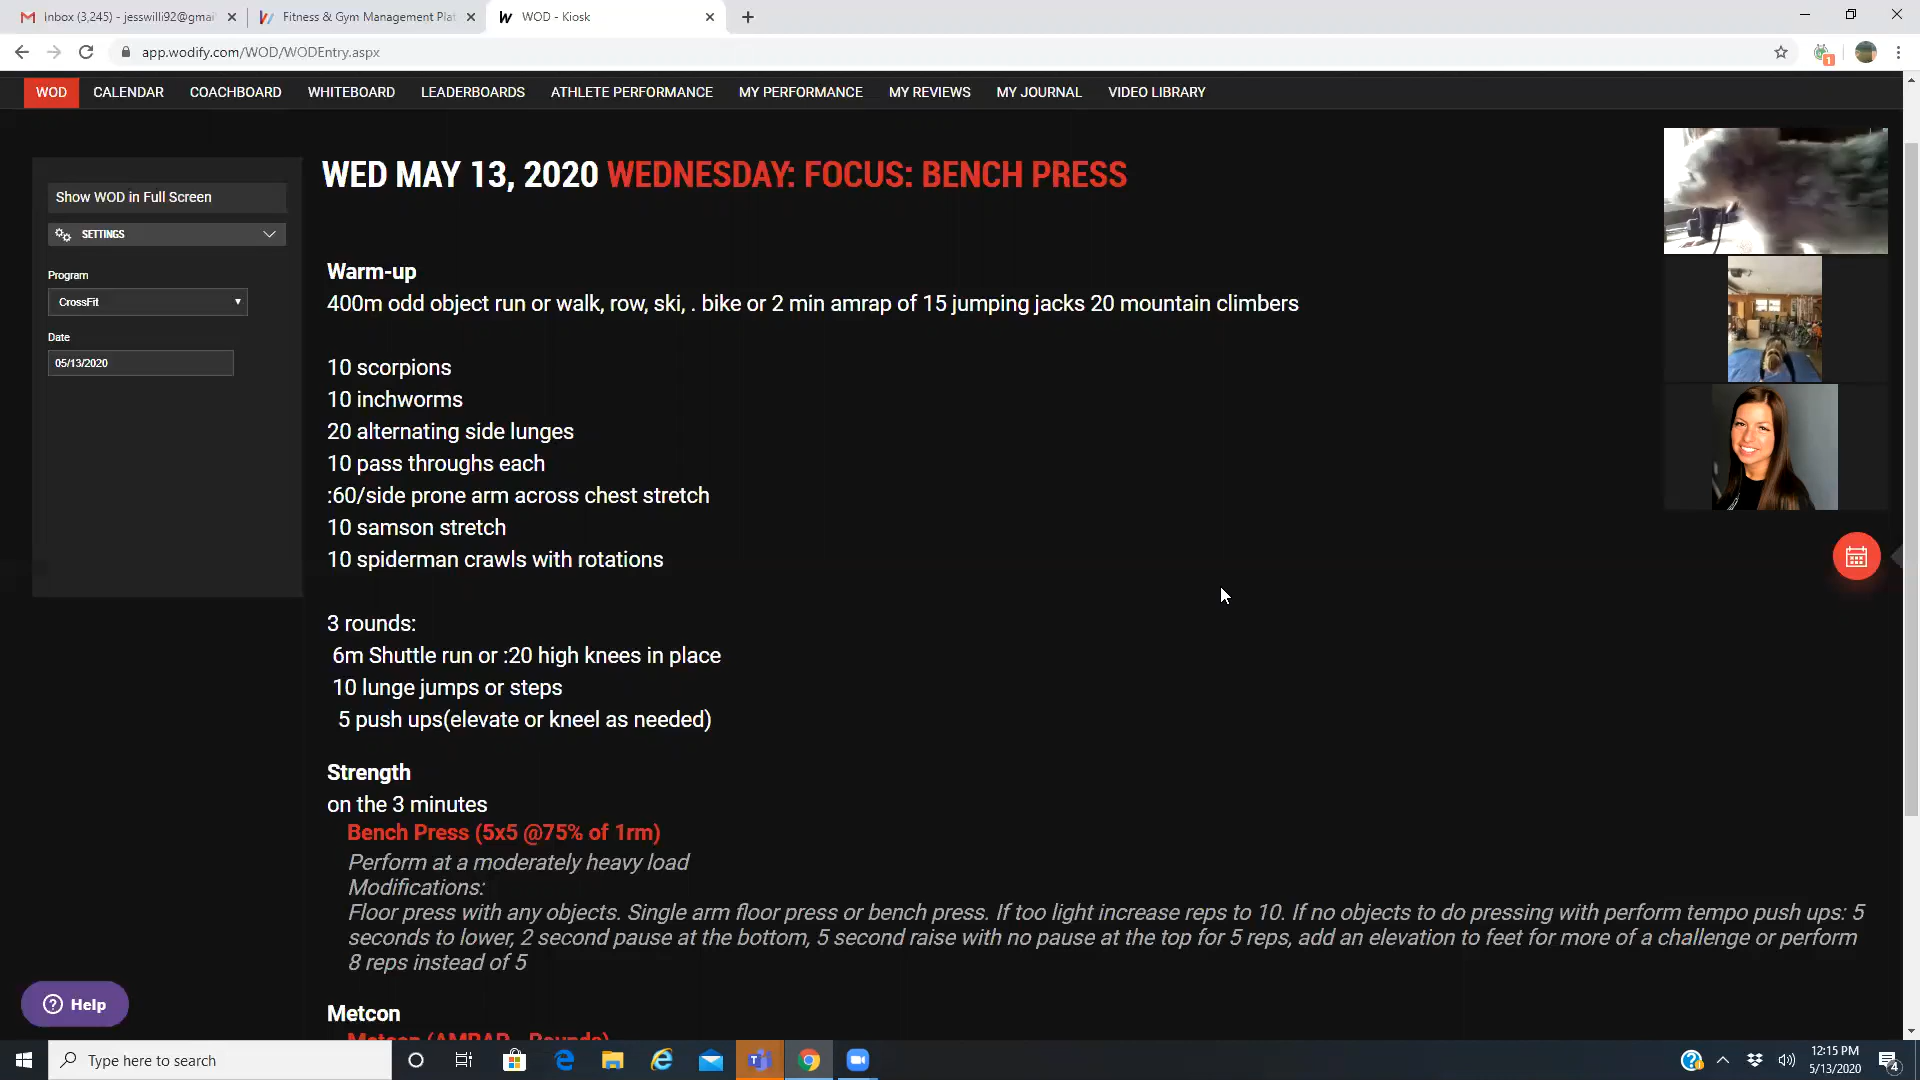 Inbox (3,245) - jesswilli92@gmai
Fitness & Gym Management Plat
WOD - Kiosk
app.wodify.com/WOD/WODEntry.aspx
1
WOD CALENDAR COACHBOARD WHITEBOARD LEADERBOARDS ATHLETE PERFORMANCE MY PERFORMANCE MY REVIEWS MY JOURNAL VIDEO LIBRARY
Show WOD in Full Screen
SETTINGS
Program
CrossFit
Date
05/13/2020
WED MAY 13, 2020 WEDNESDAY: FOCUS: BENCH PRESS
Warm-up
400m odd object run or walk, row, ski, . bike or 2 min amrap of 15 jumping jacks 20 mountain climbers
10 scorpions
10 inchworms
20 alternating side lunges
10 pass throughs each
:60/side prone arm across chest stretch
10 samson stretch
10 spiderman crawls with rotations
3 rounds:
6m Shuttle run or :20 high knees in place
10 lunge jumps or steps
5 push ups(elevate or kneel as needed)
Strength
on the 3 minutes
Bench Press (5x5 @75% of 1rm)
Perform at a moderately heavy load
Modifications:
Floor press with any objects. Single arm floor press or bench press. If too light increase reps to 10. If no objects to do pressing with perform tempo push ups: 5
seconds to lower, 2 second pause at the bottom, 5 second raise with no pause at the top for 5 reps, add an elevation to feet for more of a challenge or perform
8 reps instead of 5
Metcon
Metcon (AMRAP - Rounds)
Help
Type here to search
12:15 PM
5/13/2020
4